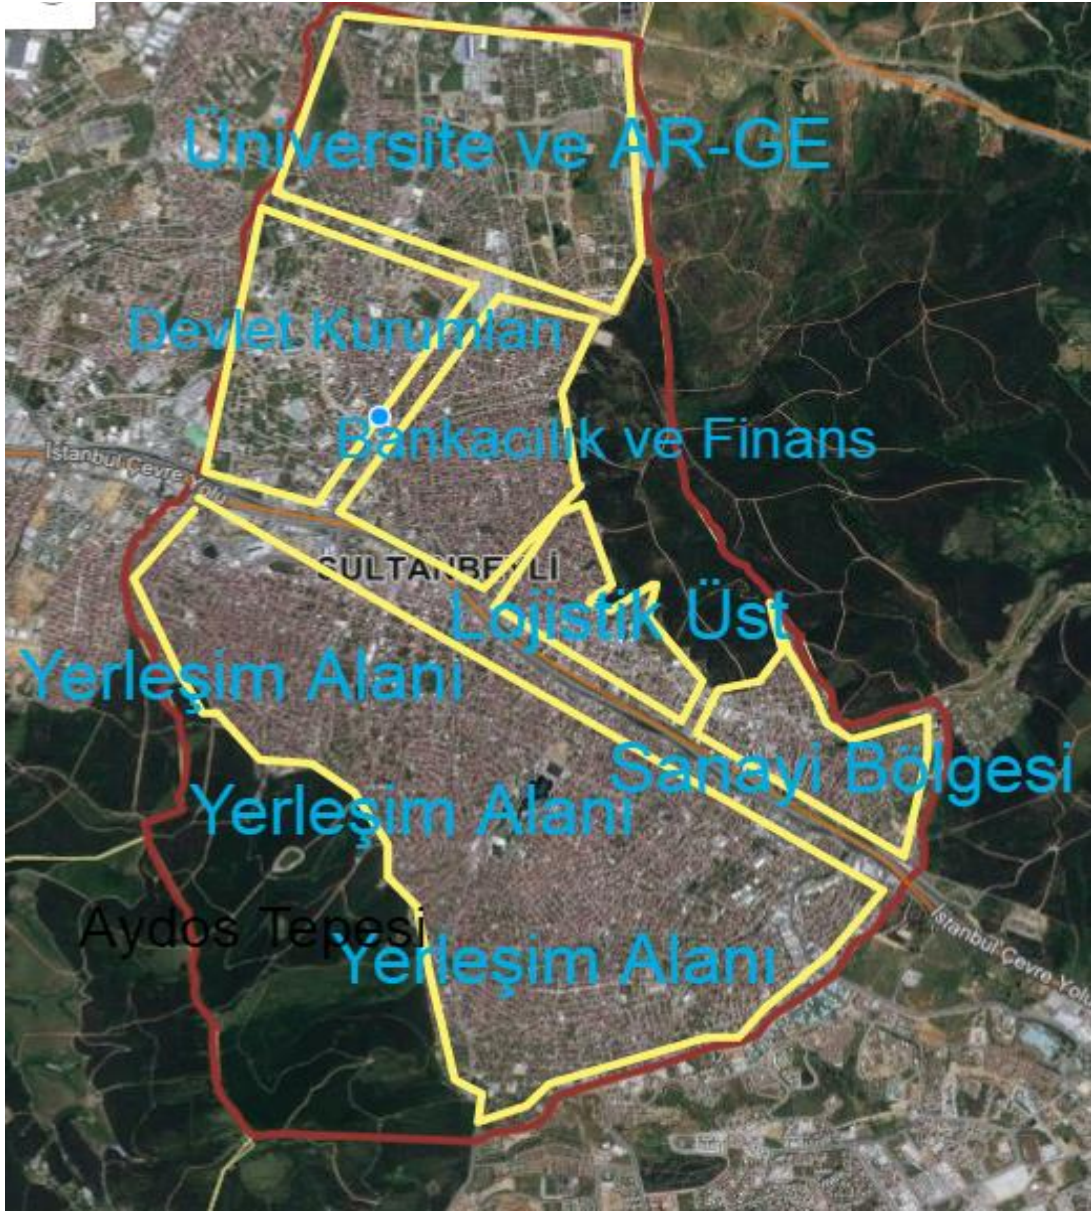 Üniversite ve AR-GE
Devlet Kurumları
Bankacılık ve Finans
İstanbul Çevre Yolu
SULTANBEYLİ
Lojistik Üst
Yerleşim Alanı
Sanayi Bölgesi
Yerleşim Alanı
Aydos Tepesi
Yerleşim Alanı
İstanbul Çevre Yolu